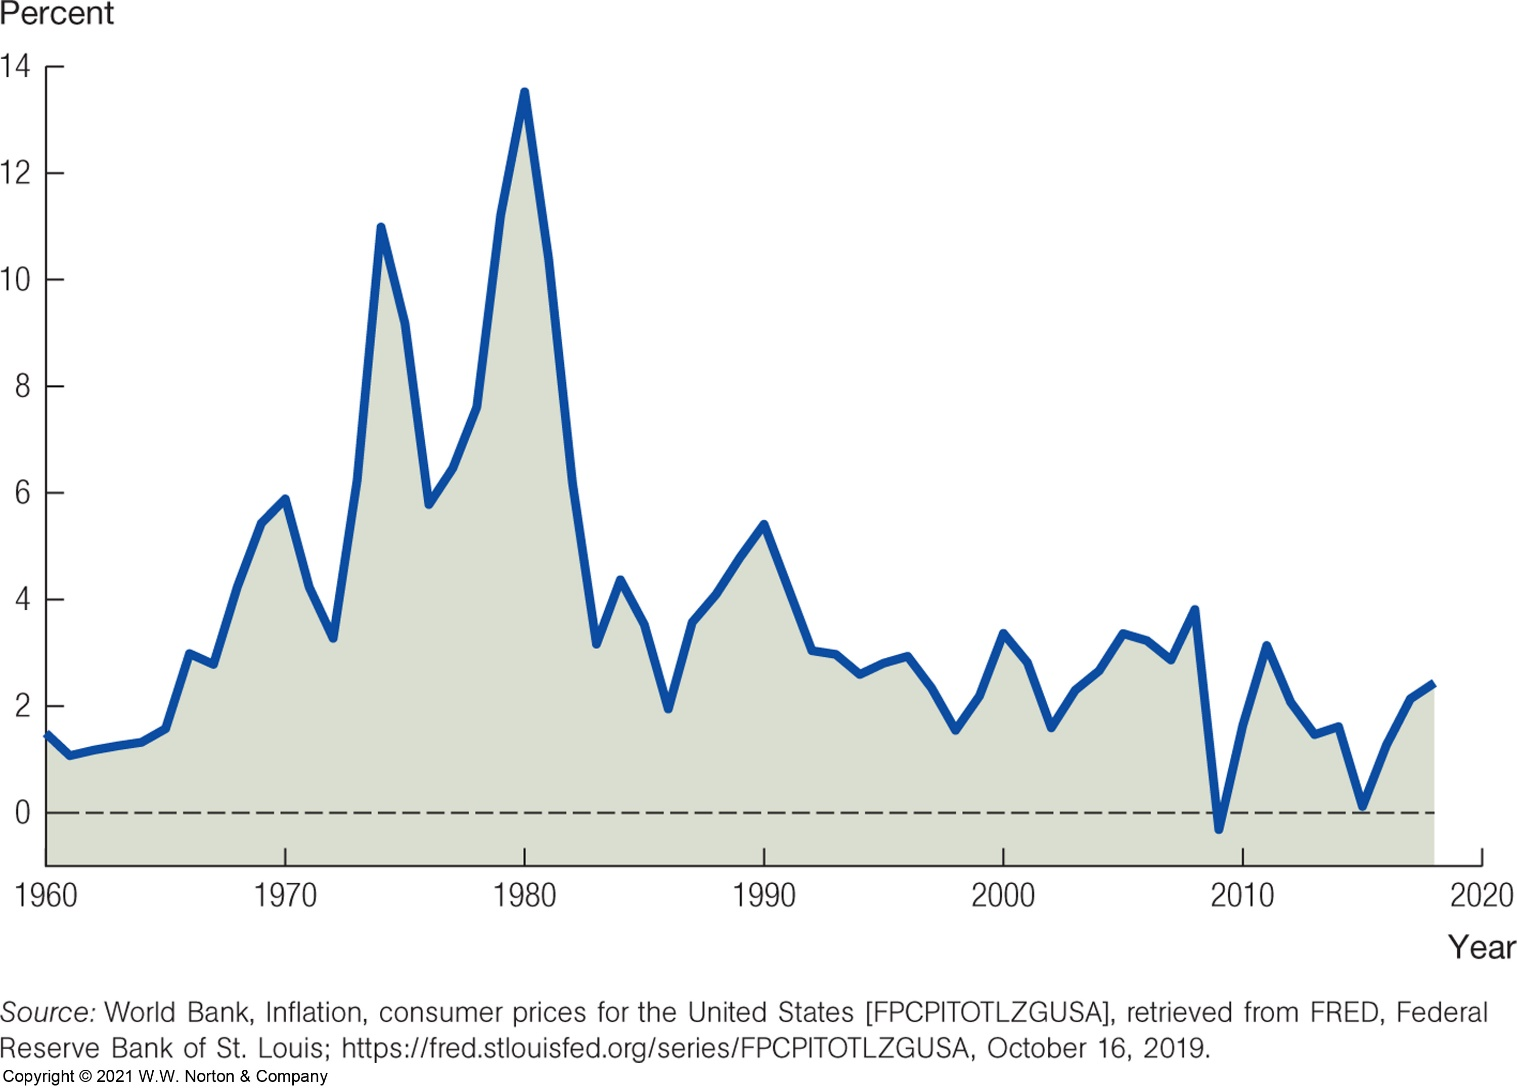 Percent
14
12
10
8
6
4
2
0
1960 1970 1980 1990 2000 2010 2020
Year
Source: World Bank, Inflation, consumer prices for the United States [FPCPITOTLZGUSA], retrieved from FRED, Federal
Reserve Bank of St. Louis; https://fred.stlouisfed.org/series/FPCPITOTLZGUSA, October 16, 2019.
Copyright © 2021 W.W. Norton & Company